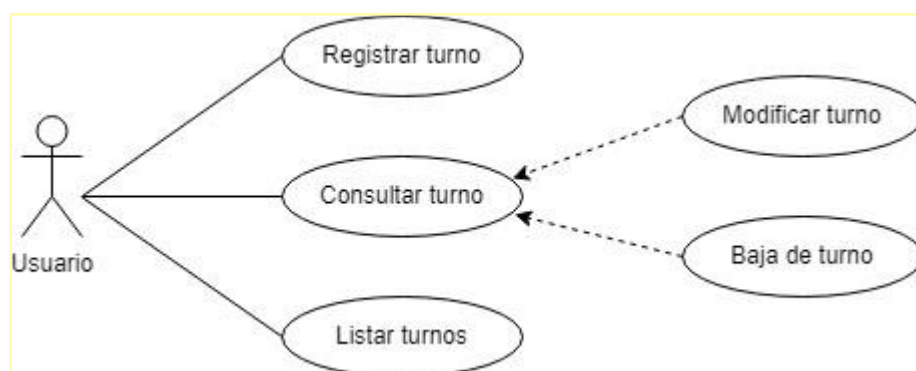 Registrar turno
Modificar turno
Consultar turno
Baja de turno
Usuario
Listar turnos